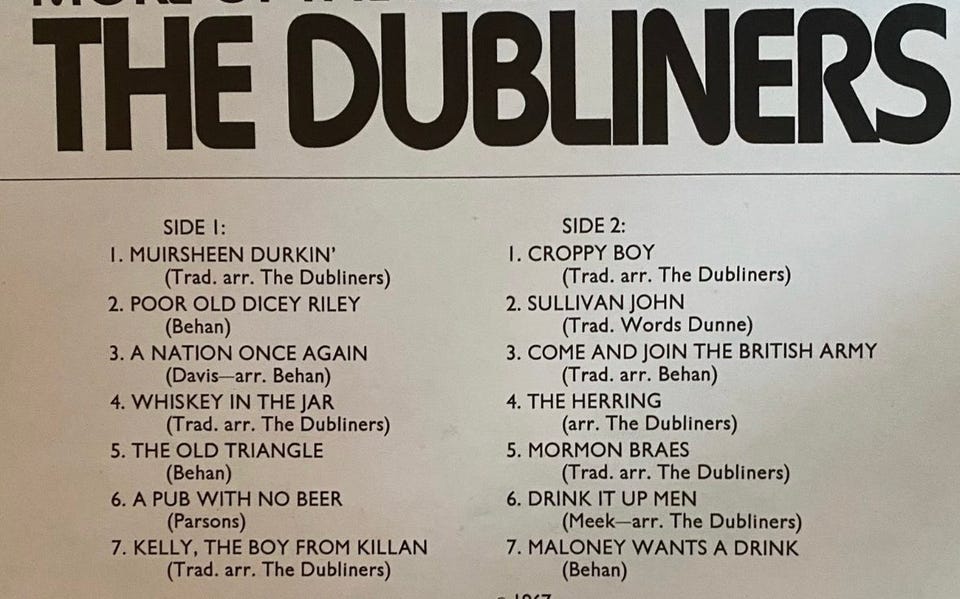 MORE OF THE
THE DUBLINERS
SIDE 1:
1. MUIRSHEEN DURKIN'
(Trad. arr. The Dubliners)
2. POOR OLD DICEY RILEY
(Behan)
3. A NATION ONCE AGAIN
(Davis—arr. Behan)
4. WHISKEY IN THE JAR
(Trad. arr. The Dubliners)
5. THE OLD TRIANGLE
(Behan)
6. A PUB WITH NO BEER
(Parsons)
7. KELLY, THE BOY FROM KILLAN
(Trad. arr. The Dubliners)
SIDE 2:
1. CROPPY BOY
(Trad. arr. The Dubliners)
2. SULLIVAN JOHN
(Trad. Words Dunne)
3. COME AND JOIN THE BRITISH ARMY
(Trad. arr. Behan)
4. THE HERRING
(arr. The Dubliners)
5. MORMON BRAES
(Trad. arr. The Dubliners)
6. DRINK IT UP MEN
(Meek—arr. The Dubliners)
7. MALONEY WANTS A DRINK
(Behan)
1967